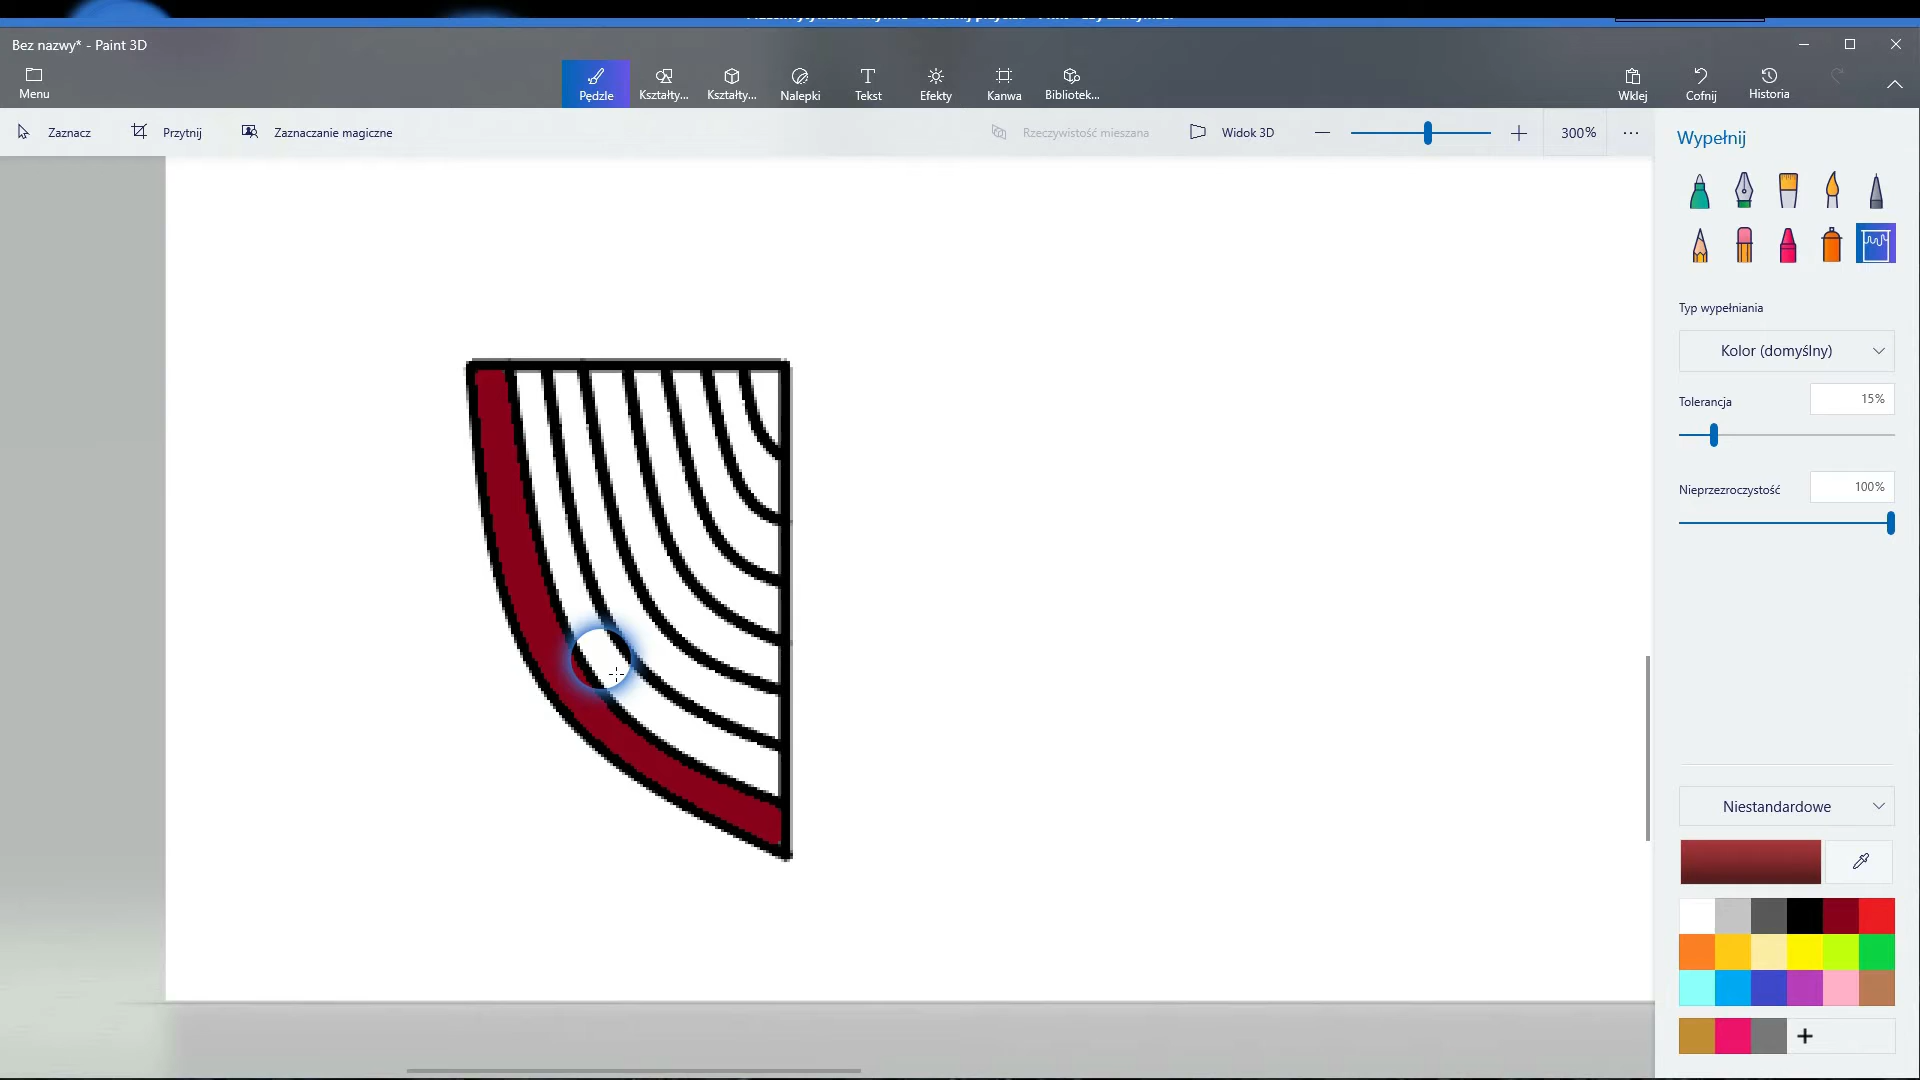 Bez nazwy* - Paint 3D
Menu
Pędzle
Kształty...
Kształty...
Nalepki
Tekst
Efekty
Kanwa
Bibliotek...
Wklej
Cofnij
Historia
Zaznacz
Przytnij
Zaznaczanie magiczne
Rzeczywistość mieszana
Widok 3D
300%
Wypełnij
Typ wypełniania
Kolor (domyślny)
Tolerancja
15%
Nieprzezroczystość
100%
Niestandardowe